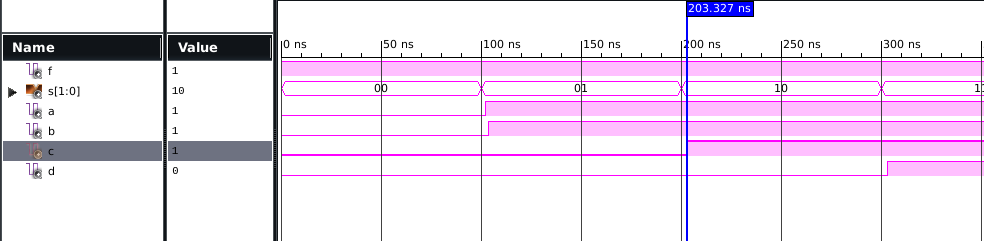 203.327 ns
Name Value
0 ns 50 ns 100 ns 150 ns 200 ns 250 ns 300 ns
f 1
s[1:0] 10 00 01 10
a 1
b 1
c 1
d 0